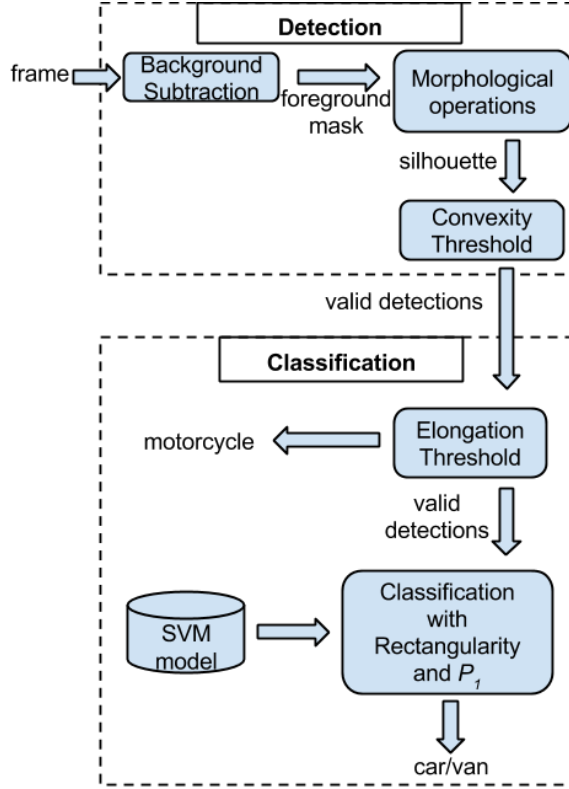 Detection
frame
Background
Subtraction
foreground
mask
Morphological
operations
silhouette
Convexity
Threshold
valid detections
Classification
Elongation
Threshold
motorcycle
valid
detections
SVM
model
Classification
with
Rectangularity
and P1
car/van